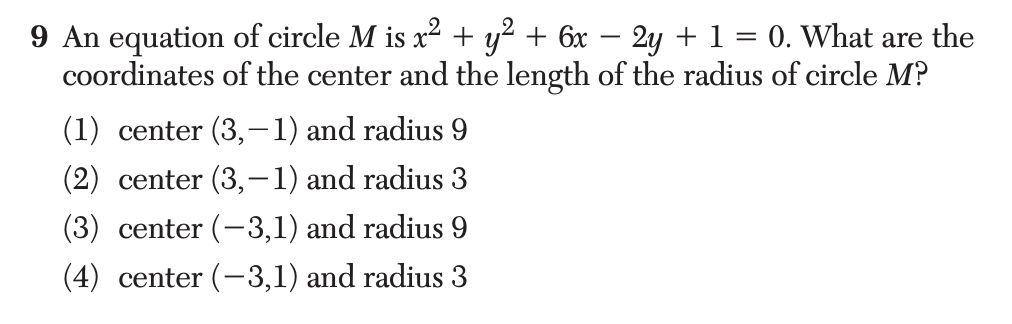 9 An equation of circle M is x² + y² + 6x − 2y + 1 = 0. What are the
coordinates of the center and the length of the radius of circle M?
(1) center (3,−1) and radius 9
(2) center (3,−1) and radius 3
(3) center (−3,1) and radius 9
(4) center (−3,1) and radius 3